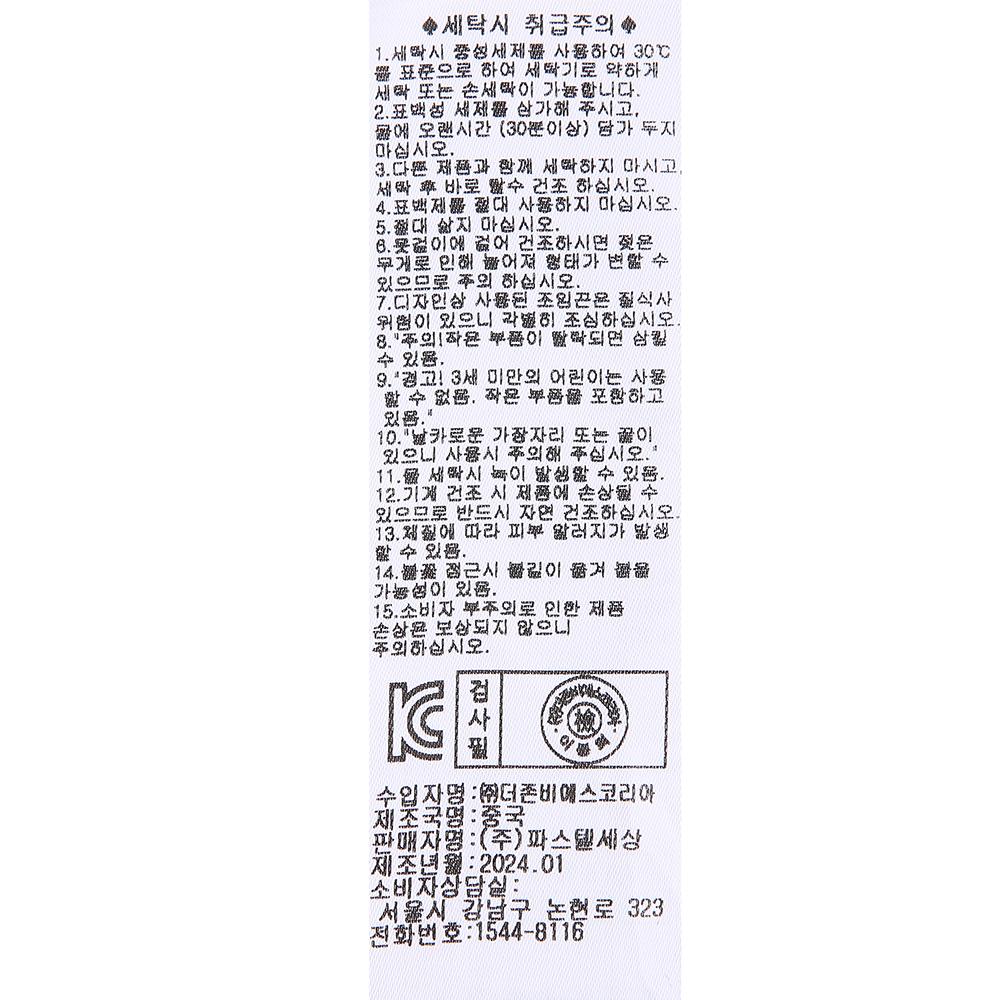 ♠세탁시 취급주의♠
1.세탁시 중성세제를 사용하여 30℃
를 표준으로 하여 세탁기로 약하게
세탁 또는 손세탁이 가능합니다.
2.표백성 세제를 삼가해 주시고,
물에 오랜시간 (30분이상) 담가 두지
마십시오.
3.다른 제품과 함께 세탁하지 마시고,
세탁 후 바로 탈수 건조 하십시오.
4.표백제를 절대 사용하지 마십시오.
5.절대 삶지 마십시오.
6.옷걸이에 걸어 건조하시면 젖은
무게로 인해 늘어져 형태가 변할 수
있으므로 주의 하십시오.
7.디자인상 사용된 조임끈은 질식사
위험이 있으니 각별히 조심하십시오.
8."주의!작은 부품이 탈락되면 삼킬
수 있음.
9."경고! 3세 미만의 어린이는 사용
할 수 없음. 작은 부품을 포함하고
있음."
10."날카로운 가장자리 또는 끝이
있으니 사용시 주의해 주십시오."
11.물 세탁시 녹이 발생할 수 있음.
12.기계 건조 시 제품에 손상될 수
있으므로 반드시 자연 건조하십시오.
13.체질에 따라 피부 알러지가 발생
할 수 있음.
14.불꽃 접근시 불길이 옮겨 붙을
가능성이 있음.
15.소비자 부주의로 인한 제품
손상은 보상되지 않으니
주의하십시오.
KC
검사필
수입자명:㈜더존비에스코리아
제조국명:중국
판매자명:(주)파스텔세상
제조년월:2024.01
소비자상담실:
서울시 강남구 논현로 323
전화번호:1544-8116